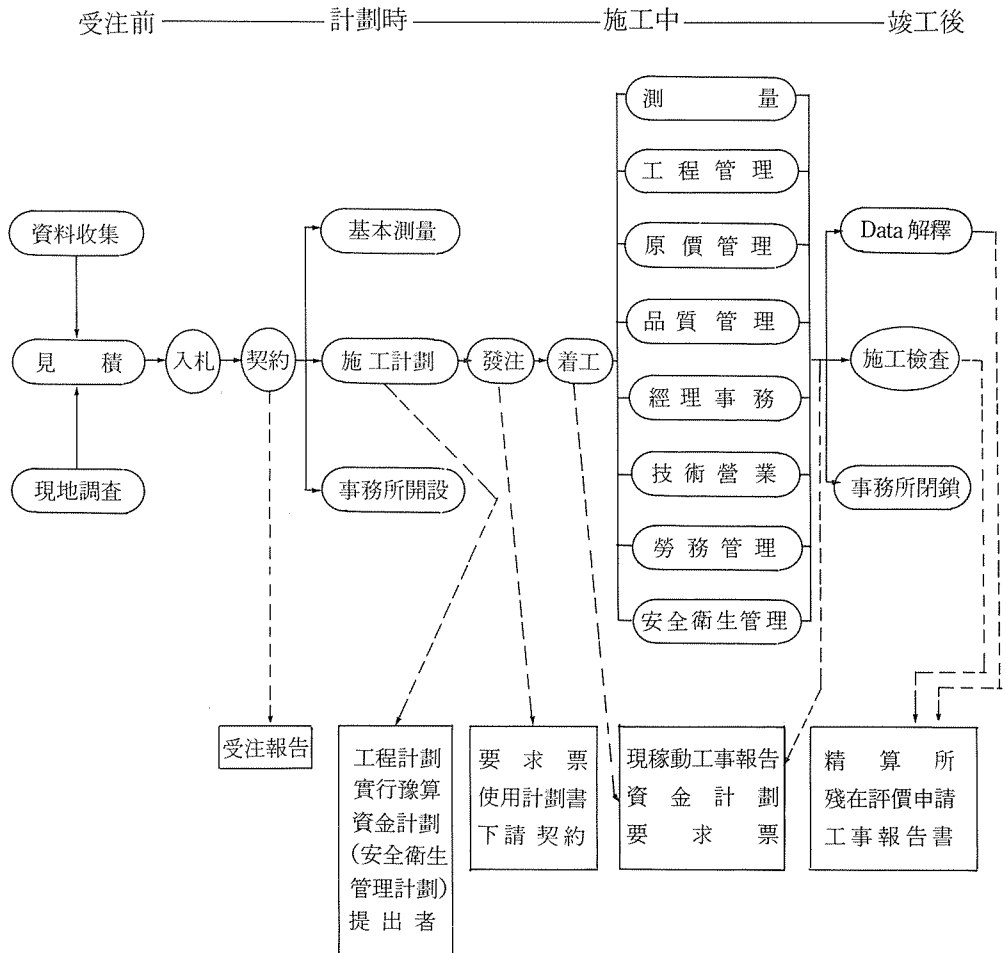 受注前 計劃時 施工中 竣工後
資料收集
見積
現地調査
入札
契約
基本測量
施工計劃
事務所開設
發注
着工
測量
工程管理
原價管理
品質管理
經理事務
技術營業
勞務管理
安全衛生管理
Data 解釋
施工檢査
事務所閉鎖
受注報告
工程計劃
實行豫算
資金計劃
(安全衛生
管理計劃)
提出者
要求票
使用計劃書
下請契約
現稼動工事報告
資金計劃
要求票
精算所
殘在評價申請
工事報告書